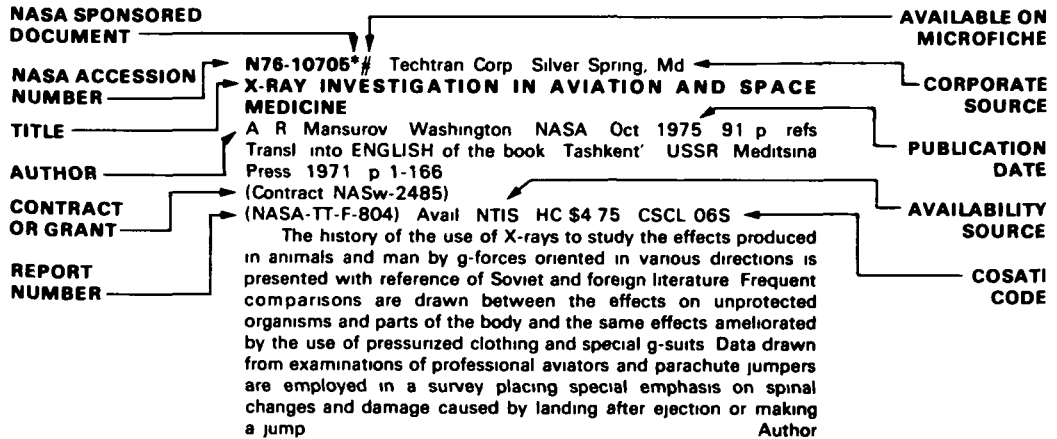 NASA SPONSORED
DOCUMENT
AVAILABLE ON
MICROFICHE
N76-10705*# Techtran Corp Silver Spring, Md
NASA ACCESSION
NUMBER
CORPORATE
SOURCE
X-RAY INVESTIGATION IN AVIATION AND SPACE
MEDICINE
TITLE
A R Mansurov Washington NASA Oct 1975 91 p refs
Transl into ENGLISH of the book Tashkent' USSR Meditsina
Press 1971 p 1-166
PUBLICATION
DATE
AUTHOR
(Contract NASw-2485)
CONTRACT
OR GRANT
(NASA-TT-F-804) Avail NTIS HC $4 75 CSCL 06S
AVAILABILITY
SOURCE
The history of the use of X-rays to study the effects produced
in animals and man by g-forces oriented in various directions is
presented with reference of Soviet and foreign literature Frequent
comparisons are drawn between the effects on unprotected
organisms and parts of the body and the same effects ameliorated
by the use of pressurized clothing and special g-suits Data drawn
from examinations of professional aviators and parachute jumpers
are employed in a survey placing special emphasis on spinal
changes and damage caused by landing after ejection or making
a jump Author
REPORT
NUMBER
COSATI
CODE